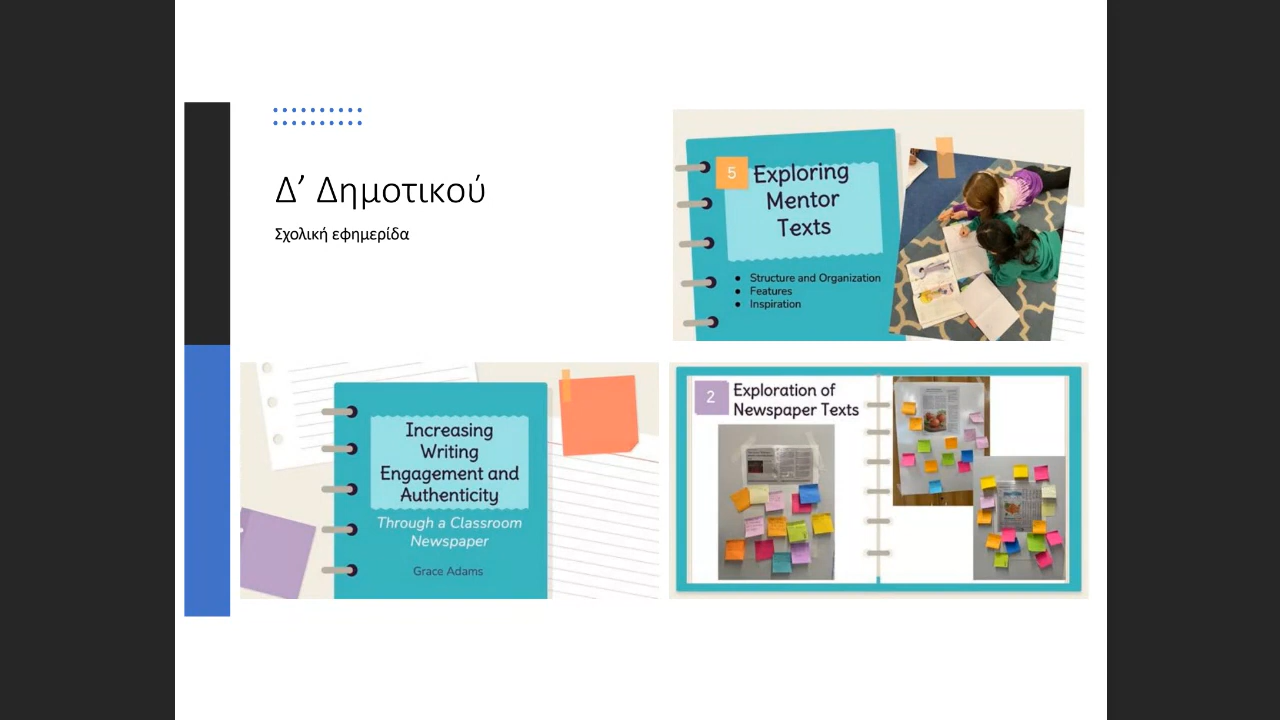 Δ’ Δημοτικού
Σχολική εφημερίδα
5
Exploring
Mentor
Texts
● Structure and Organization
● Features
● Inspiration
Increasing
Writing
Engagement and
Authenticity
Through a Classroom
Newspaper
Grace Adams
2
Exploration of
Newspaper Texts